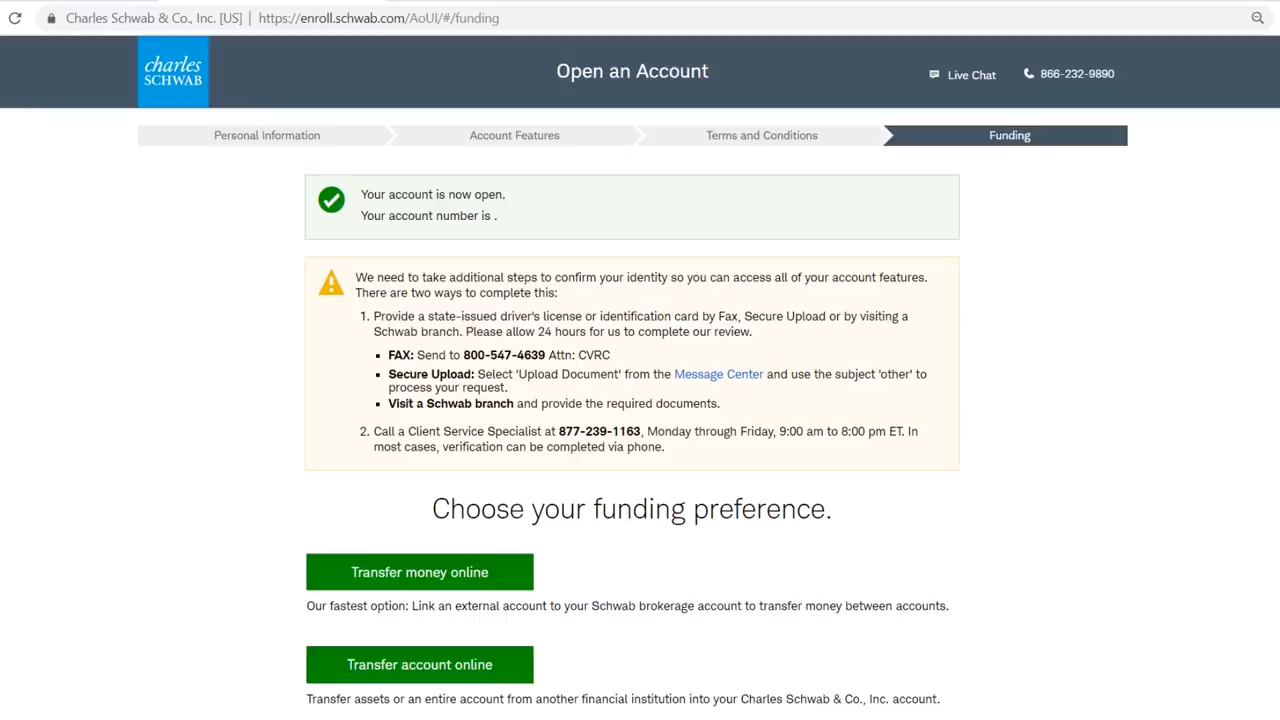 Charles Schwab & Co., Inc. [US] | https://enroll.schwab.com/AoUI/#/funding
charles
SCHWAB
Open an Account
Live Chat
866-232-9890
Personal Information
Account Features
Terms and Conditions
Funding
Your account is now open.
Your account number is .
We need to take additional steps to confirm your identity so you can access all of your account features.
There are two ways to complete this:
1. Provide a state-issued driver's license or identification card by Fax, Secure Upload or by visiting a
Schwab branch. Please allow 24 hours for us to complete our review.
▪ FAX: Send to 800-547-4639 Attn: CVRC
▪ Secure Upload: Select 'Upload Document' from the Message Center and use the subject 'other' to
process your request.
▪ Visit a Schwab branch and provide the required documents.
2. Call a Client Service Specialist at 877-239-1163, Monday through Friday, 9:00 am to 8:00 pm ET. In
most cases, verification can be completed via phone.
Choose your funding preference.
Transfer money online
Our fastest option: Link an external account to your Schwab brokerage account to transfer money between accounts.
Transfer account online
Transfer assets or an entire account from another financial institution into your Charles Schwab & Co., Inc. account.